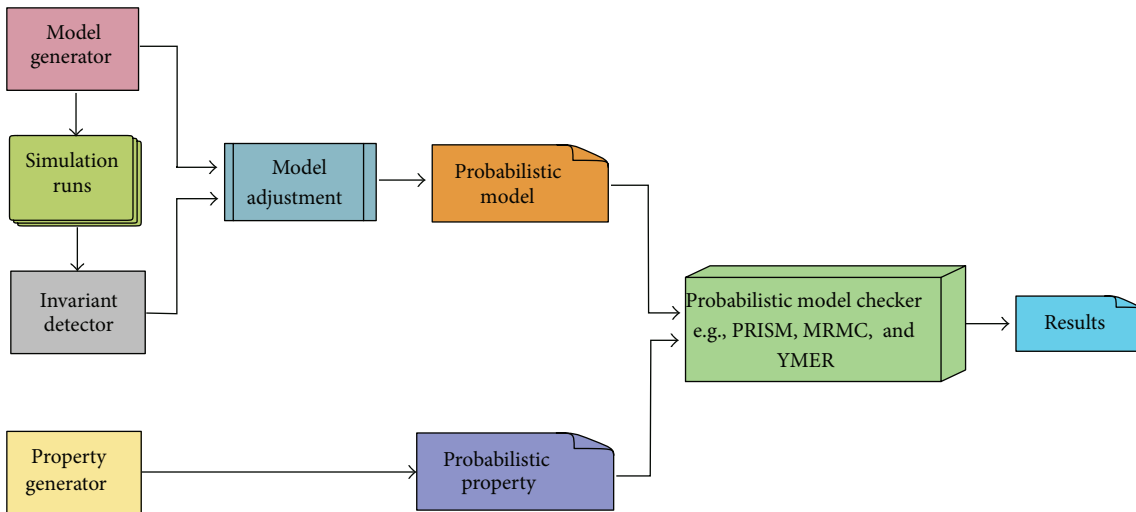 Model
generator
Simulation
runs
Invariant
detector
Model
adjustment
Probabilistic
model
Probabilistic model checker
e.g., PRISM, MRMC, and
YMER
Results
Property
generator
Probabilistic
property